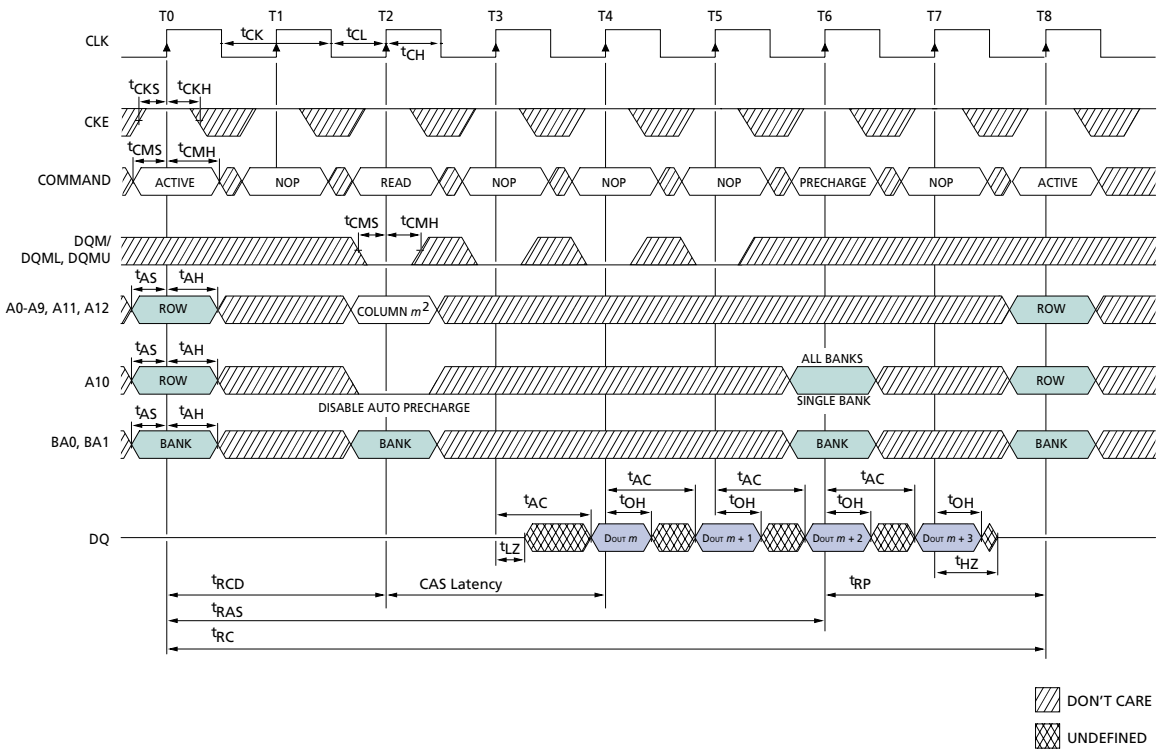 T0 T1 T2 T3 T4 T5 T6 T7 T8
CLK tCK tCL tCH
tCKS tCKH
CKE
tCMS tCMH
COMMAND ACTIVE NOP READ NOP NOP NOP PRECHARGE NOP ACTIVE
tCMS tCMH
DQM/
DQML, DQMU
tAS tAH
A0-A9, A11, A12 ROW COLUMN m2 ROW
tAS tAH ALL BANKS
A10 ROW ROW
DISABLE AUTO PRECHARGE SINGLE BANK
tAS tAH
BA0, BA1 BANK BANK BANK BANK
tAC tAC tAC tAC
tOH tOH tOH tOH
DQ DOUT m DOUT m + 1 DOUT m + 2 DOUT m + 3
tLZ tHZ
tRCD CAS Latency tRP
tRAS
tRC
DON'T CARE
UNDEFINED